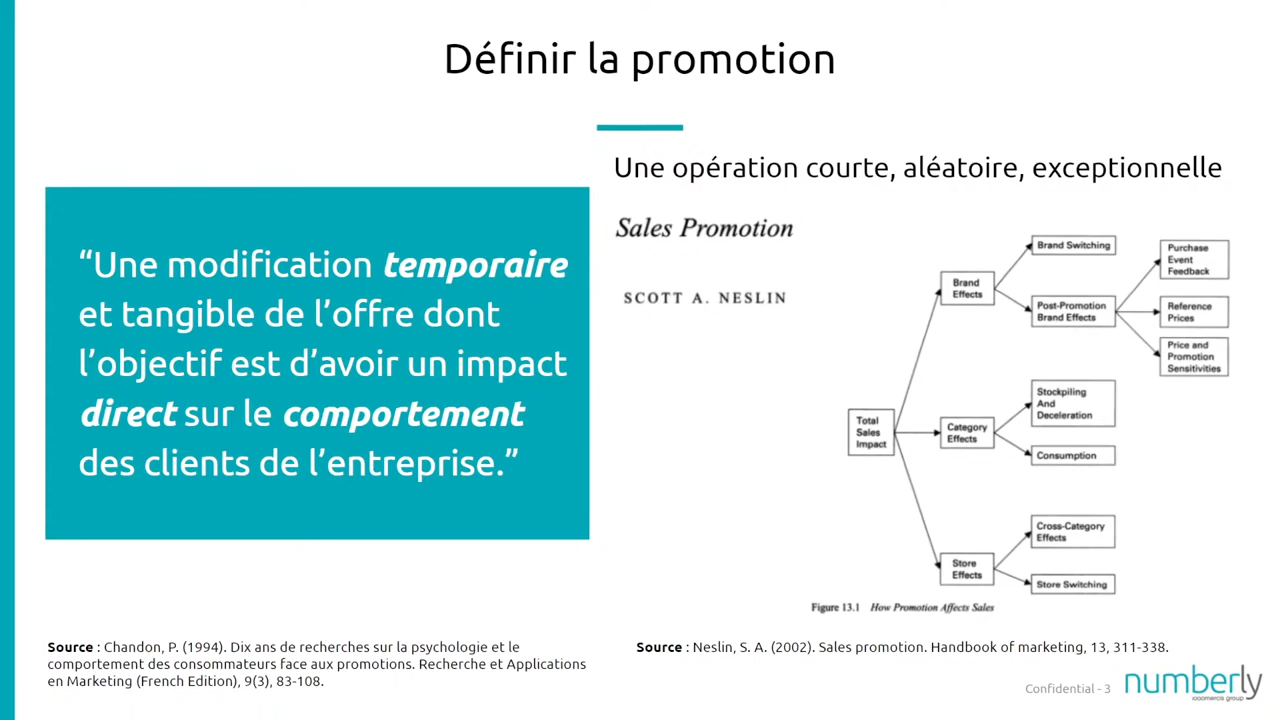 Définir la promotion
Une opération courte, aléatoire, exceptionnelle
“Une modification temporaire
et tangible de l’offre dont
l’objectif est d’avoir un impact
direct sur le comportement
des clients de l’entreprise.”
Sales Promotion
SCOTT A. NESLIN
Total
Sales
Impact
Brand
Effects
Brand Switching
Post-Promotion
Brand Effects
Purchase
Event
Feedback
Reference
Prices
Price and
Promotion
Sensitivities
Category
Effects
Stockpiling
And
Deceleration
Consumption
Store
Effects
Cross-Category
Effects
Store Switching
Figure 13.1 How Promotion Affects Sales
Source : Chandon, P. (1994). Dix ans de recherches sur la psychologie et le
comportement des consommateurs face aux promotions. Recherche et Applications
en Marketing (French Edition), 9(3), 83-108.
Source : Neslin, S. A. (2002). Sales promotion. Handbook of marketing, 13, 311-338.
Confidential - 3
numberly
1000mercis group